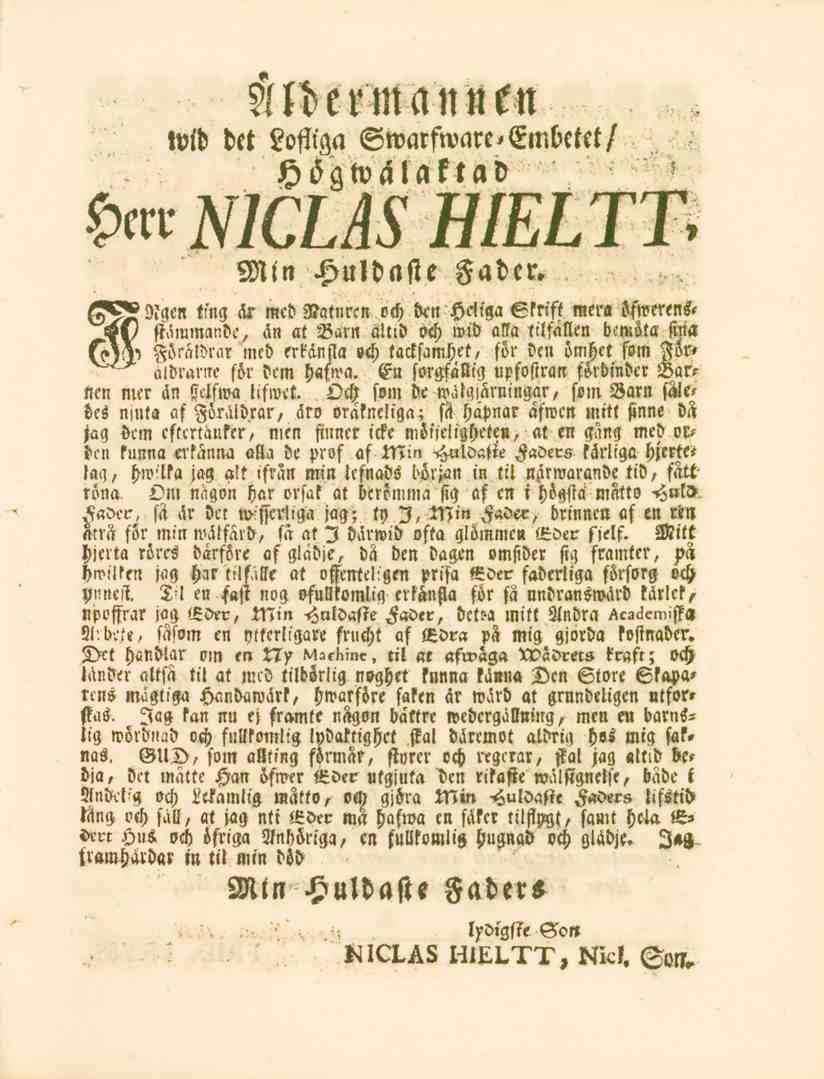 Åldermannen
wid det Lofliga Swarfware-Embetet/
Högwälaktad
Herr NICLAS HIELTT,
Min Huldaste Fader.
INgen ting är med Naturen och den Heliga Skrift mera öfwerens-
stämmande, än at Barn altid och wid alla tilfällen bemöta sina
Föräldrar med erkänsla och tacksamhet, för den ömhet som För-
äldrarne för dem hafwa. En sorgfällig upfostran förbinder Bar-
nen mer än sielfwa lifwet. Och som de wälgjärningar, som Barn såle-
des njuta af Föräldrar, äro oräkneliga; så häpnar äfwen mitt sinne då
jag dem eftertänker, men finner icke möijeligheten, at en gång med or-
den kunna erkänna alla de prof af Min Huldaste Faders kärliga hjerte-
lag, hwilka jag alt ifrån min lefnads början in til närwarande tid, fått
röna. Om någon har orsak at berömma sig af en i högsta måtto Huld
Fader, så är det wisserliga jag; ty I, Min Fader, brinnen af en ren
åtrå för min wälfärd, så at I därwid ofta glömmen Eder sjelf. Mitt
hjerta röres därföre af glädje, då den dagen omsider sig framter, på
hwilken jag har tilfälle at offenteligen prisa Eder faderliga försorg och
ynnest. Til en fast nog ofullkomlig erkänsla för så undranswärd kärlek,
upoffrar jag Eder, Min Huldaste Fader, detta mitt Andra Academiska
Arbete, såsom en ytterligare frucht af Edra på mig gjorda kostnader.
Det handlar om en Ny Machine, til at afwäga Wädrets kraft; och
länder altså til at med tilbörlig noghet kunna känna Den Store Skapa-
rens mägtiga Handawärk, hwarföre saken är wärd at grundeligen utfor-
skas. Jag kan nu ej framte någon bättre wedergällning, men en barns-
lig wördnad och fullkomlig lydaktighet skal däremot aldrig hos mig sak-
nas. GUD, som allting förmår, styrer och regerar, skal jag altid be-
dja, det måtte Han öfwer Eder utgjuta den rikaste wälsignelse, både i
Andelig och Lekamlig måtto, och gjöra Min Huldaste Faders lifstid
lång och säll, at jag uti Eder må hafwa en säker tilflygt, samt hela E-
dert Hus och öfriga Anhöriga, en fullkomlig hugnad och glädje. Jag
framhärdar in til min död
Min Huldaste Faders
lydigste Son
NICLAS HIELTT, Nicl. Son.